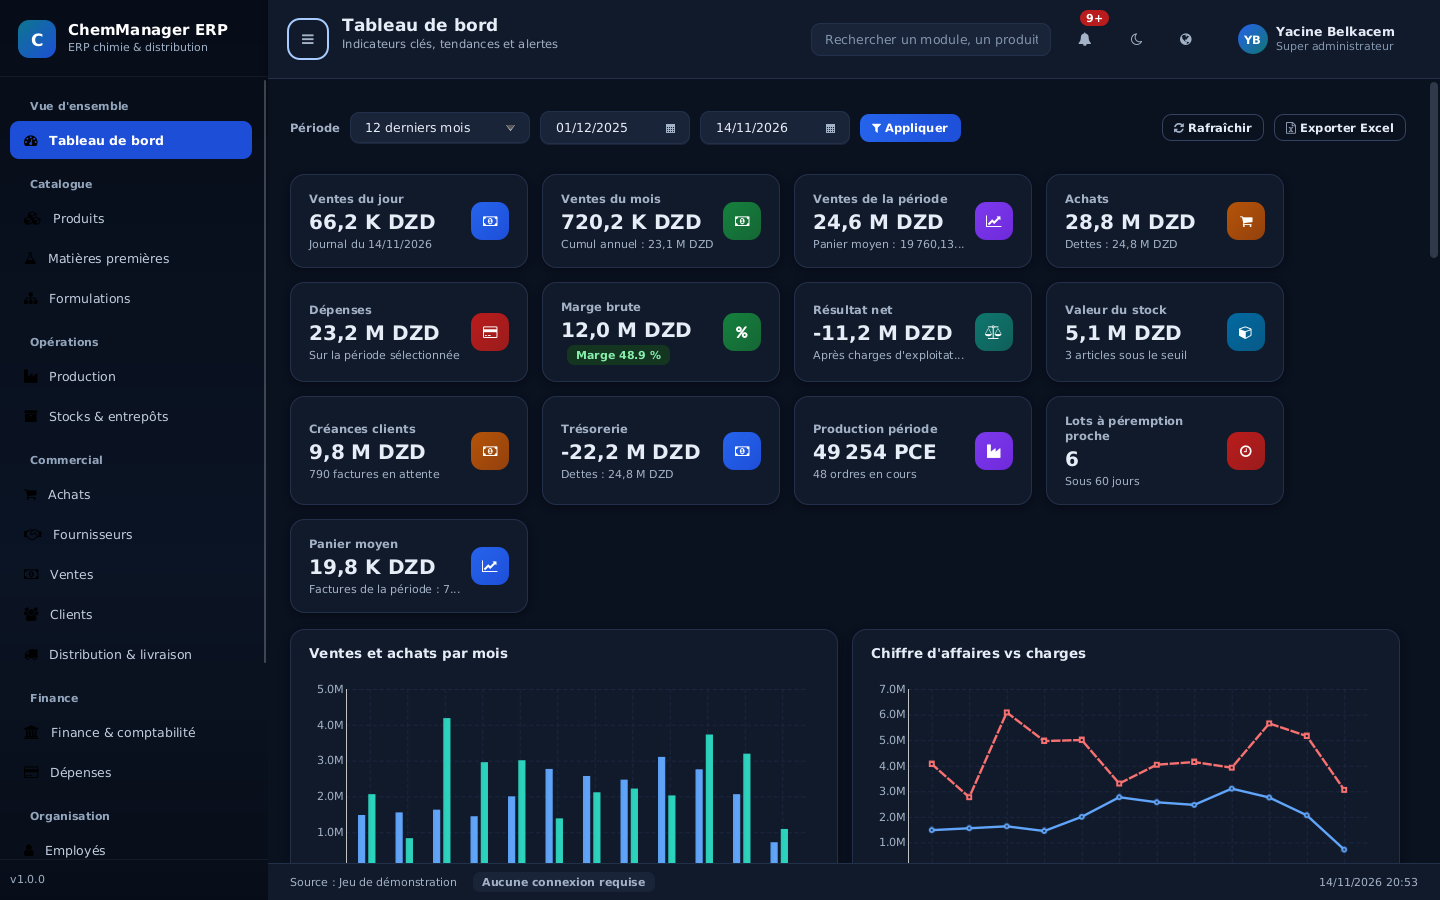 C
ChemManager ERP
ERP chimie & distribution
Vue d'ensemble
Tableau de bord
Catalogue
Produits
Matières premières
Formulations
Opérations
Production
Stocks & entrepôts
Commercial
Achats
Fournisseurs
Ventes
Clients
Distribution & livraison
Finance
Finance & comptabilité
Dépenses
Organisation
Employés
v1.0.0
Tableau de bord
Indicateurs clés, tendances et alertes
Rechercher un module, un produit
9+
YB
Yacine Belkacem
Super administrateur
Période
12 derniers mois
01/12/2025
14/11/2026
Appliquer
Rafraîchir
Exporter Excel
Ventes du jour
66,2 K DZD
Journal du 14/11/2026
Ventes du mois
720,2 K DZD
Cumul annuel : 23,1 M DZD
Ventes de la période
24,6 M DZD
Panier moyen : 19 760,13...
Achats
28,8 M DZD
Dettes : 24,8 M DZD
Dépenses
23,2 M DZD
Sur la période sélectionnée
Marge brute
12,0 M DZD
Marge 48.9 %
Résultat net
-11,2 M DZD
Après charges d'exploitat...
Valeur du stock
5,1 M DZD
3 articles sous le seuil
Créances clients
9,8 M DZD
790 factures en attente
Trésorerie
-22,2 M DZD
Dettes : 24,8 M DZD
Production période
49 254 PCE
48 ordres en cours
Lots à péremption
proche
6
Sous 60 jours
Panier moyen
19,8 K DZD
Factures de la période : 7...
Ventes et achats par mois
5.0M
4.0M
3.0M
2.0M
1.0M
Chiffre d'affaires vs charges
7.0M
6.0M
5.0M
4.0M
3.0M
2.0M
1.0M
Source : Jeu de démonstration
Aucune connexion requise
14/11/2026 20:53